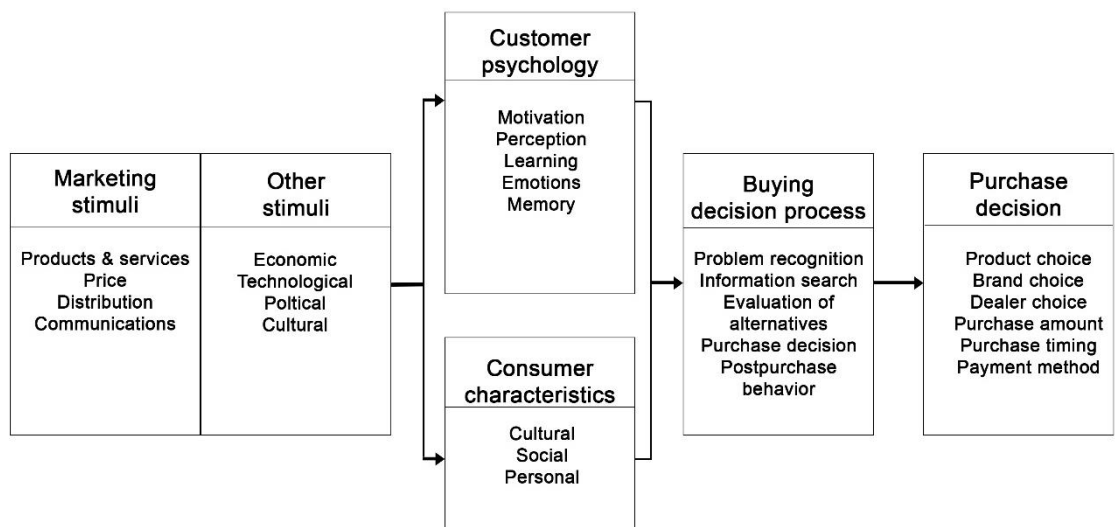 Marketing
stimuli
Products & services
Price
Distribution
Communications
Other
stimuli
Economic
Technological
Poltical
Cultural
Customer
psychology
Motivation
Perception
Learning
Emotions
Memory
Consumer
characteristics
Cultural
Social
Personal
Buying
decision process
Problem recognition
Information search
Evaluation of
alternatives
Purchase decision
Postpurchase
behavior
Purchase
decision
Product choice
Brand choice
Dealer choice
Purchase amount
Purchase timing
Payment method